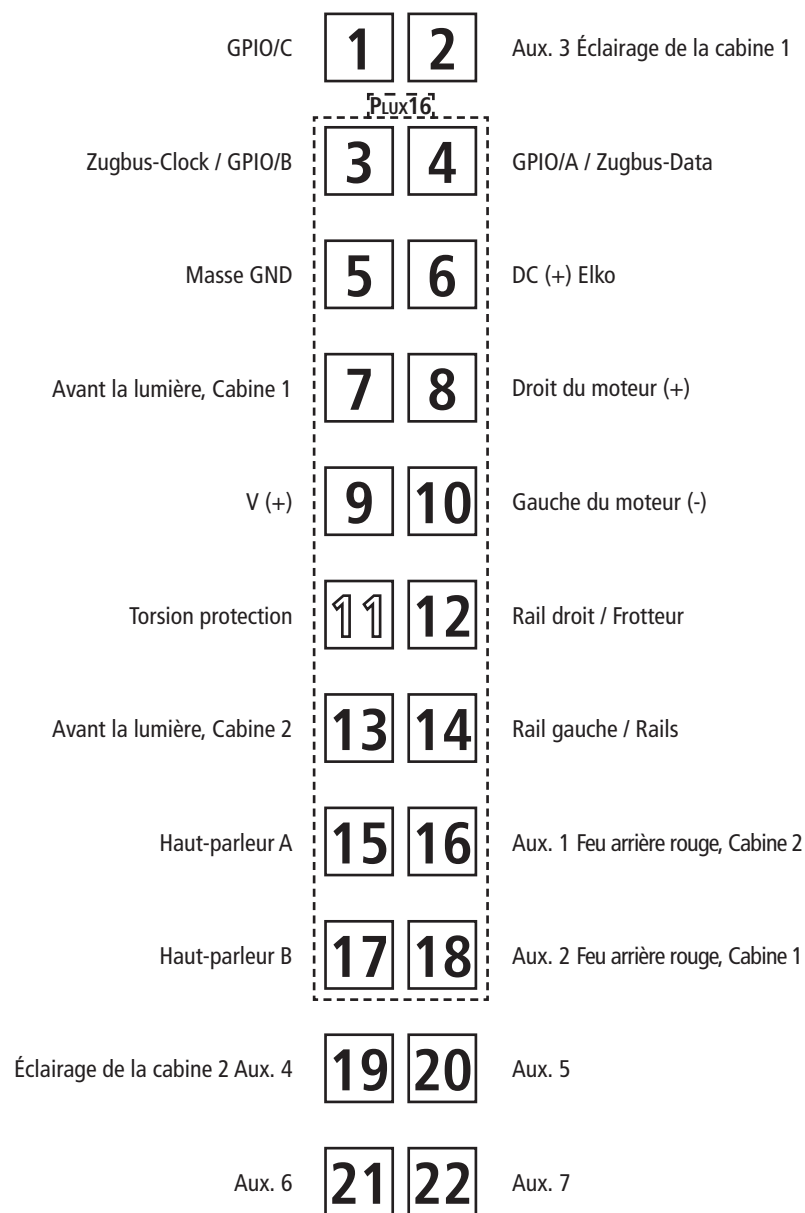 GPIO/C 1 2 Aux. 3 Éclairage de la cabine 1
PLUX16
Zugbus-Clock / GPIO/B 3 4 GPIO/A / Zugbus-Data
Masse GND 5 6 DC (+) Elko
Avant la lumière, Cabine 1 7 8 Droit du moteur (+)
V (+) 9 10 Gauche du moteur (-)
Torsion protection 11 12 Rail droit / Frotteur
Avant la lumière, Cabine 2 13 14 Rail gauche / Rails
Haut-parleur A 15 16 Aux. 1 Feu arrière rouge, Cabine 2
Haut-parleur B 17 18 Aux. 2 Feu arrière rouge, Cabine 1
Éclairage de la cabine 2 Aux. 4 19 20 Aux. 5
Aux. 6 21 22 Aux. 7